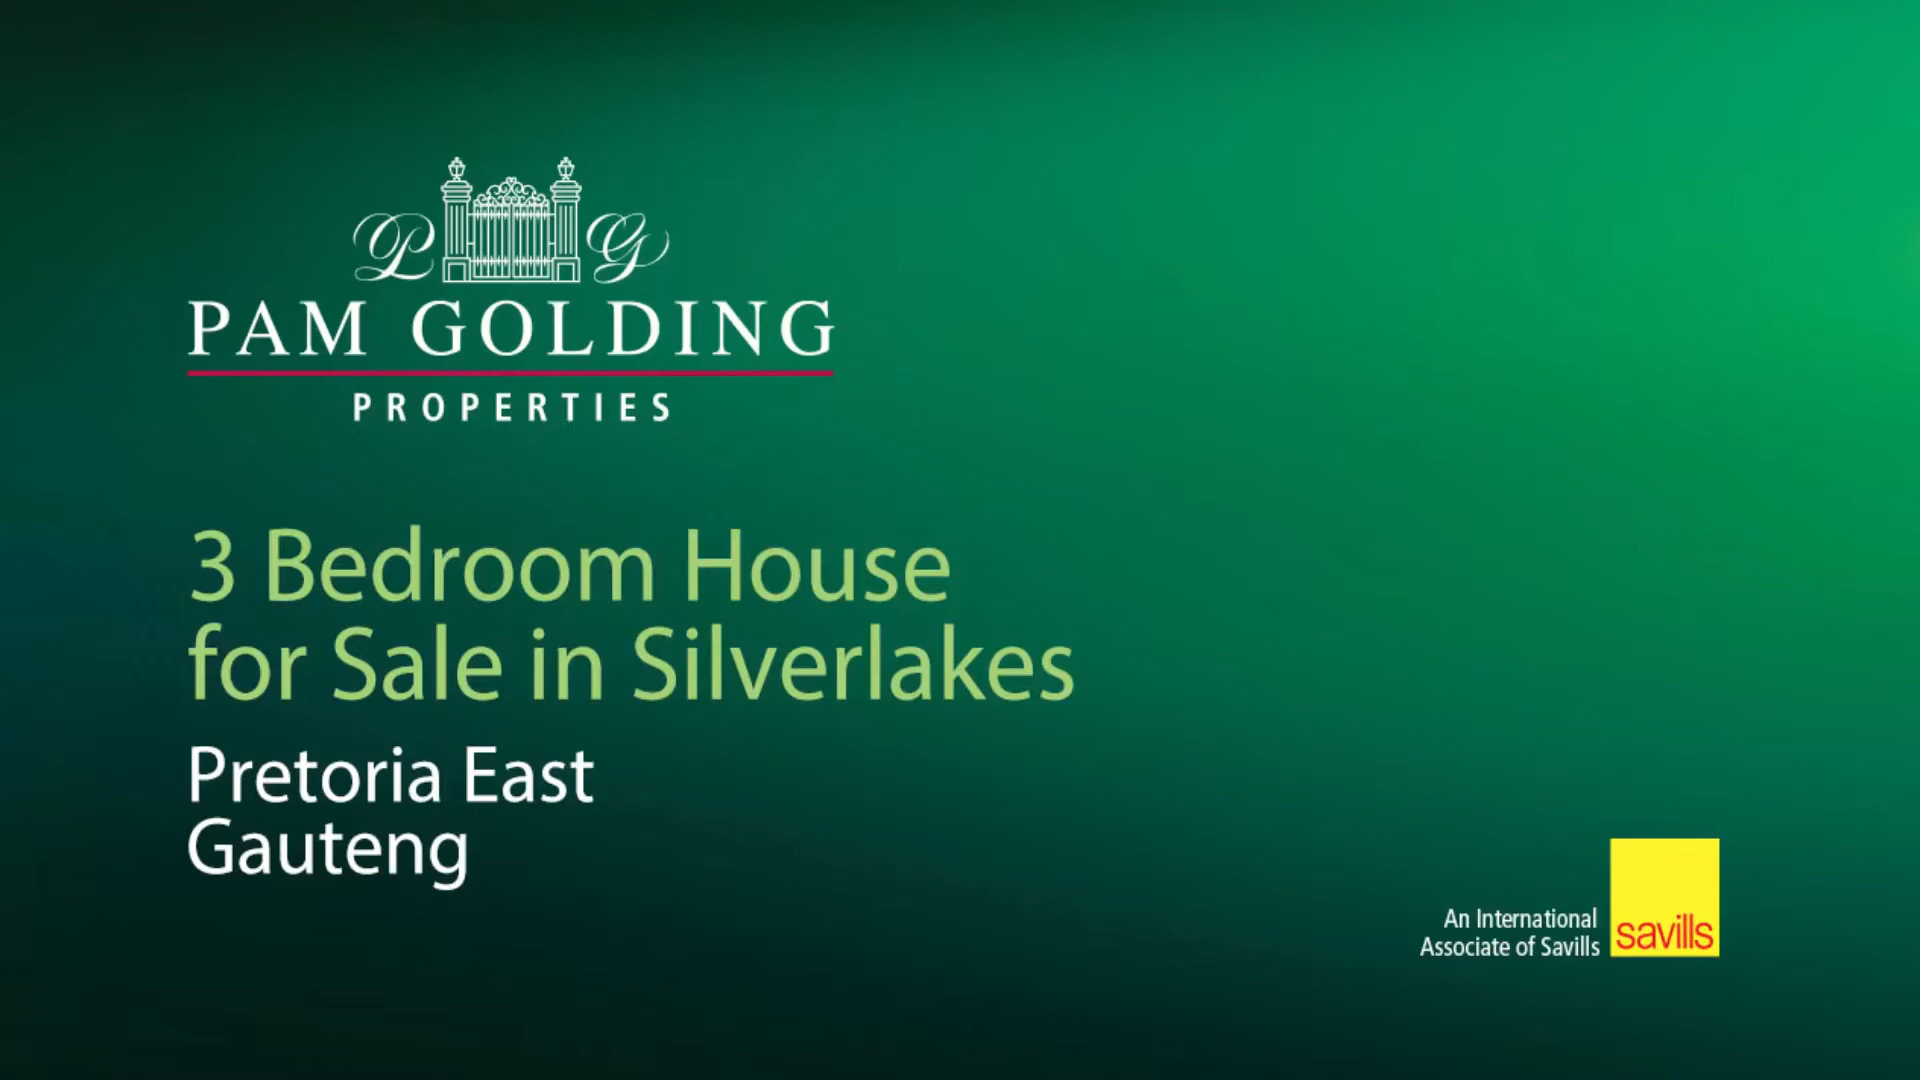 P G
PAM GOLDING
PROPERTIES
3 Bedroom House
for Sale in Silverlakes
Pretoria East
Gauteng
An International
Associate of Savills
savills